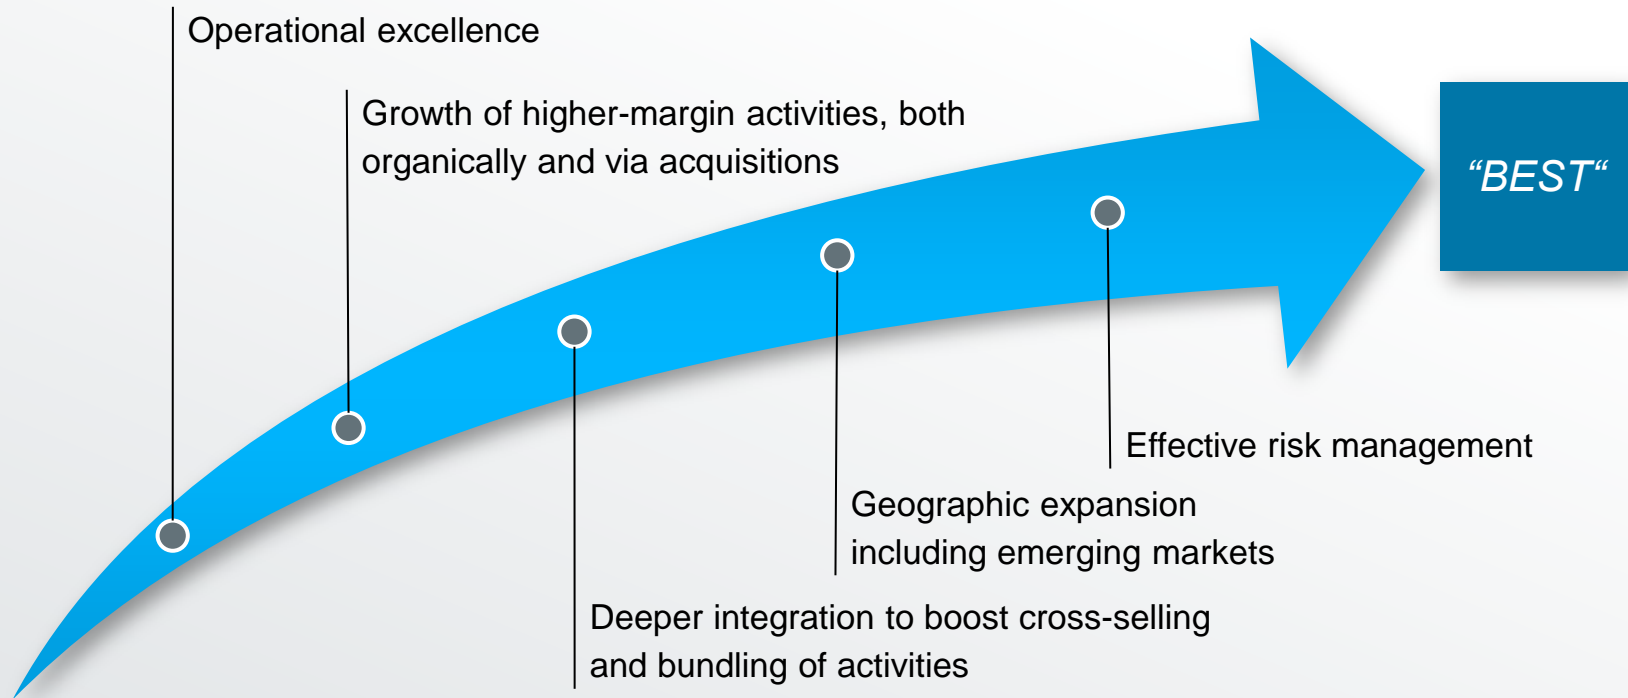 Operational excellence
Growth of higher-margin activities, both
organically and via acquisitions
“BEST“
Effective risk management
Geographic expansion
including emerging markets
Deeper integration to boost cross-selling
and bundling of activities